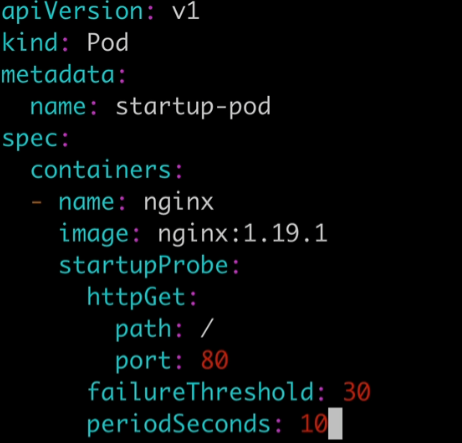 apiVersion: v1
kind: Pod
metadata:
  name: startup-pod
spec:
  containers:
  - name: nginx
    image: nginx:1.19.1
    startupProbe:
      httpGet:
        path: /
        port: 80
      failureThreshold: 30
      periodSeconds: 10